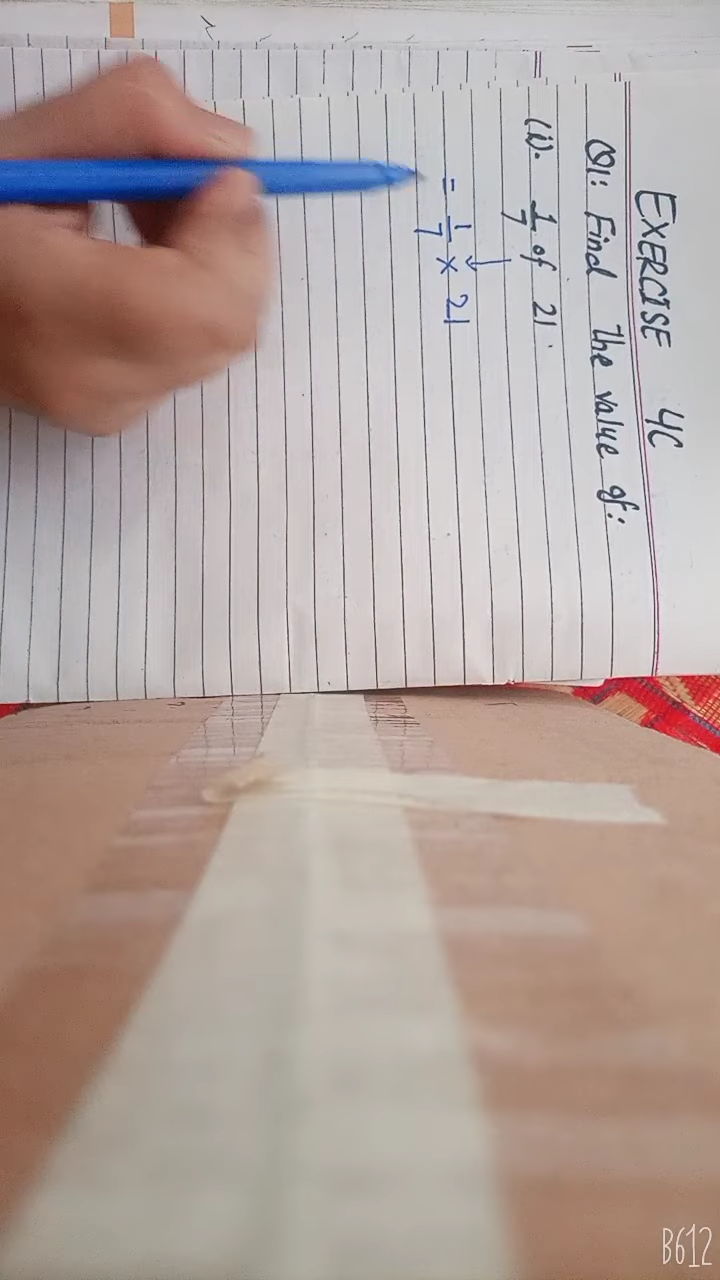 EXERCISE 4C
Q1: Find the value of:
(i). 1/7 of 21.
= 1/7 × 21
B612